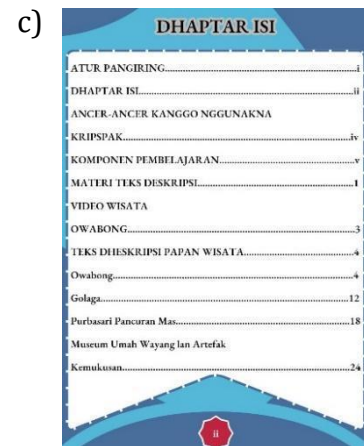 c)
DHAPTAR ISI
ATUR PANGIRING.....i
DHAPTAR ISI.....ii
ANCER-ANCER KANGGO NGGUNAKNA
KRIPSPAK.....iv
KOMPONEN PEMBELAJARAN.....v
MATERI TEKS DESKRIPSI.....1
VIDEO WISATA
OWABONG.....3
TEKS DHESKRIPSI PAPAN WISATA.....4
Owabong.....4
Golaga.....12
Purbasari Pancuran Mas.....18
Museum Umah Wayang lan Artefak
Kemukusan.....24
ii